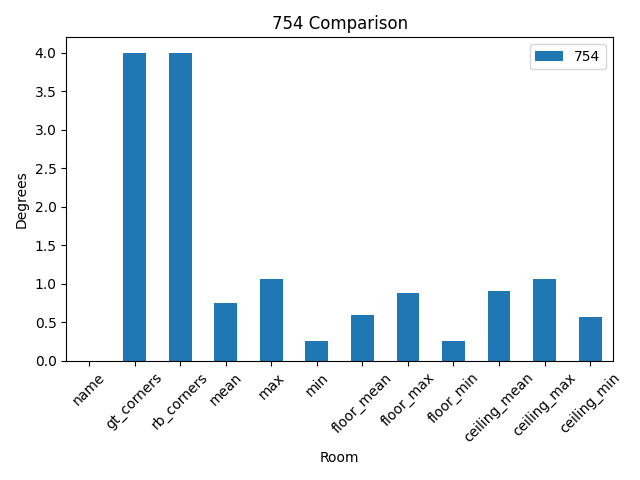 754 Comparison
754
Degrees
4.0
3.5
3.0
2.5
2.0
1.5
1.0
0.5
0.0
name
gt_corners
rb_corners
mean
max
min
floor_mean
floor_max
floor_min
ceiling_mean
ceiling_max
ceiling_min
Room